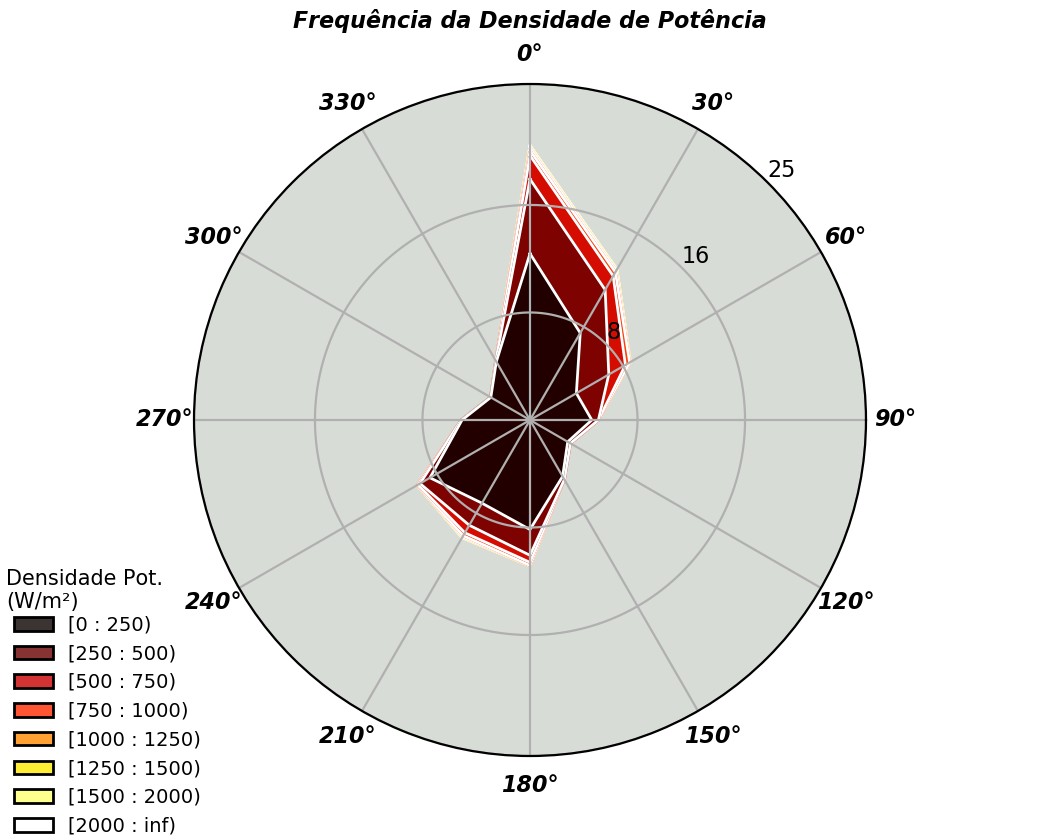 Frequência da Densidade de Potência
0°
330°
30°
25
300°
60°
16
8
270°
90°
Densidade Pot.
(W/m²)
240°
120°
[0 : 250)
[250 : 500)
[500 : 750)
[750 : 1000)
210°
150°
[1000 : 1250)
[1250 : 1500)
180°
[1500 : 2000)
[2000 : inf)